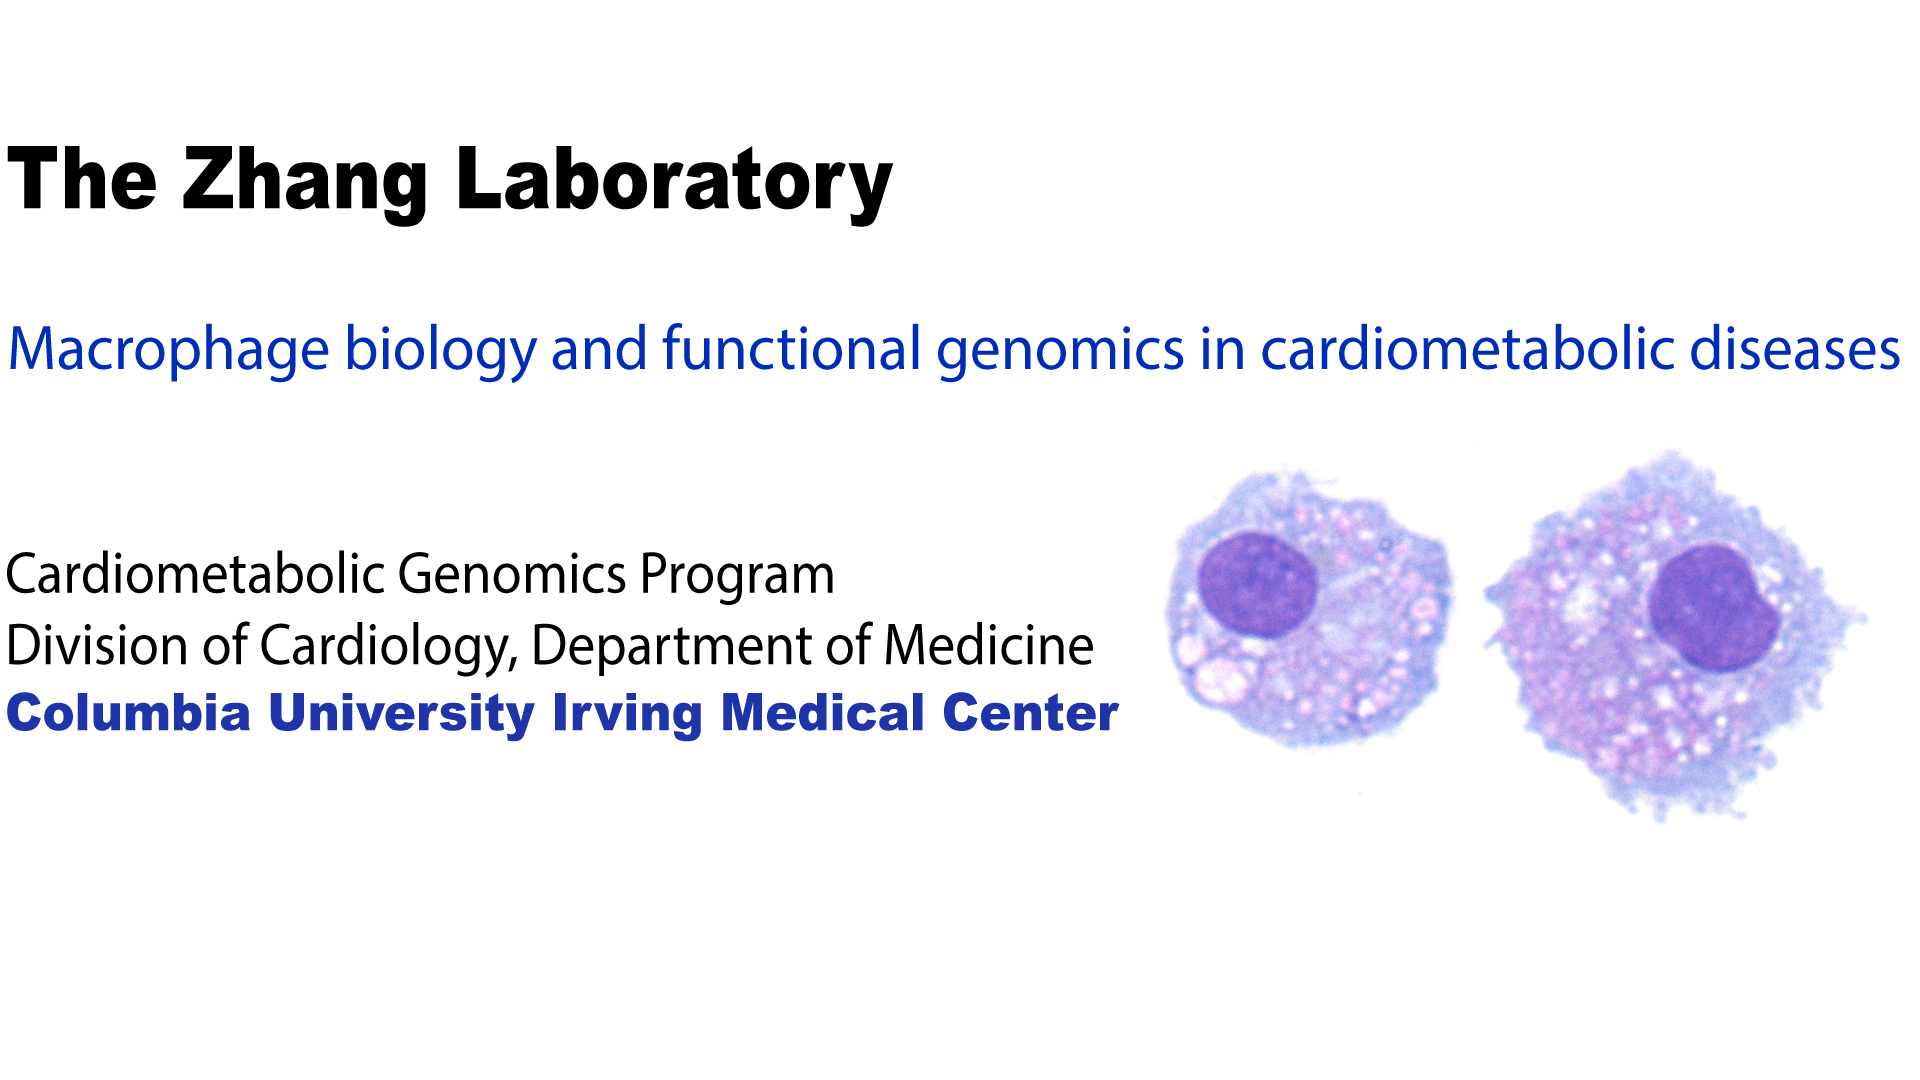 The Zhang Laboratory
Macrophage biology and functional genomics in cardiometabolic diseases
Cardiometabolic Genomics Program
Division of Cardiology, Department of Medicine
Columbia University Irving Medical Center